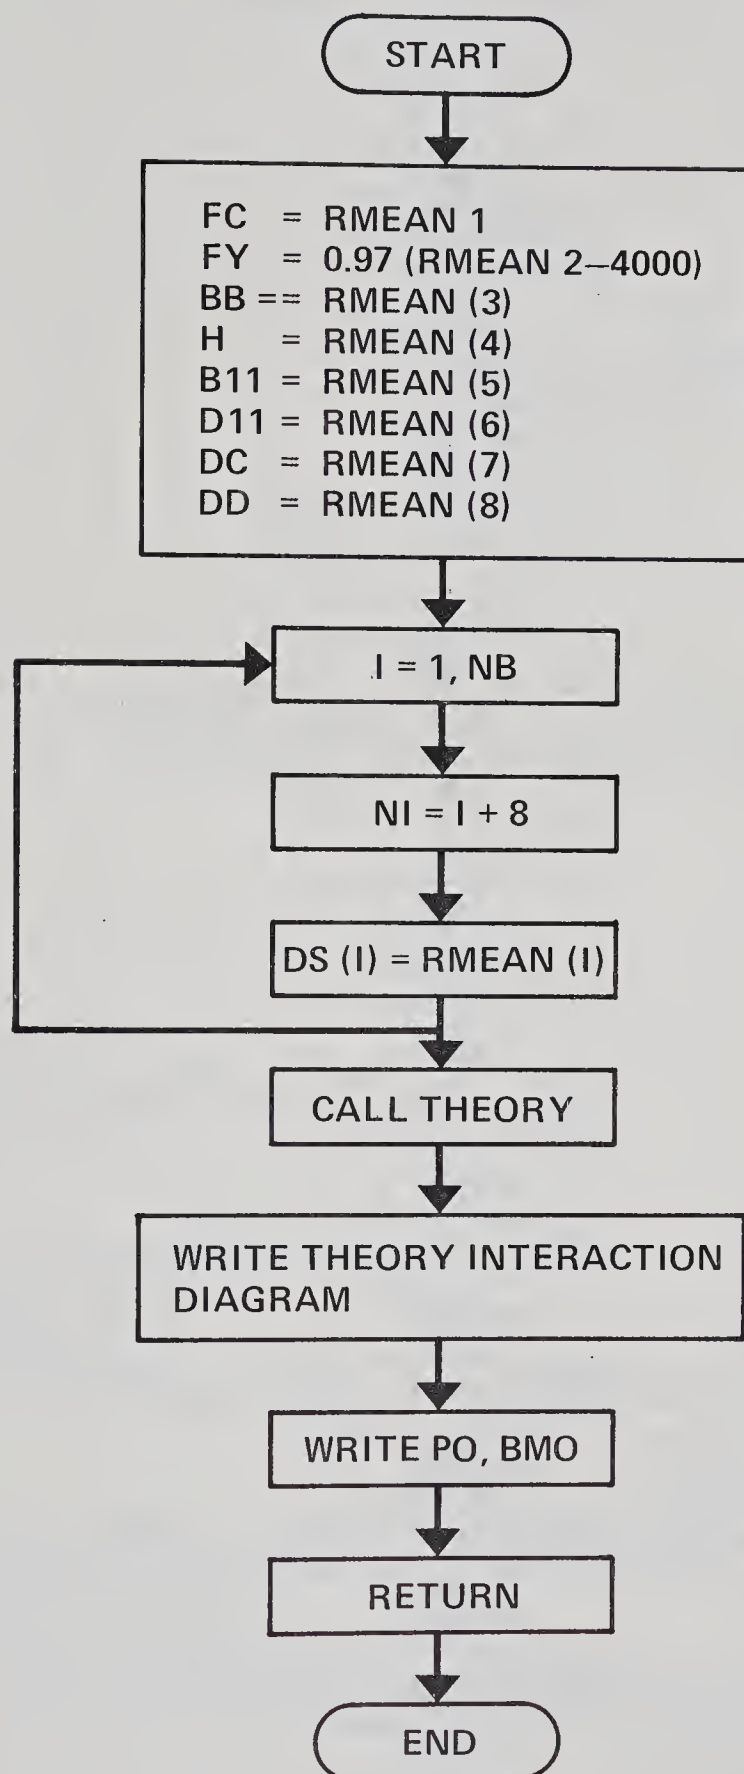 START
FC = RMEAN 1
FY = 0.97 (RMEAN 2–4000)
BB == RMEAN (3)
H = RMEAN (4)
B11 = RMEAN (5)
D11 = RMEAN (6)
DC = RMEAN (7)
DD = RMEAN (8)
I = 1, NB
NI = I + 8
DS (I) = RMEAN (I)
CALL THEORY
WRITE THEORY INTERACTION
DIAGRAM
WRITE PO, BMO
RETURN
END